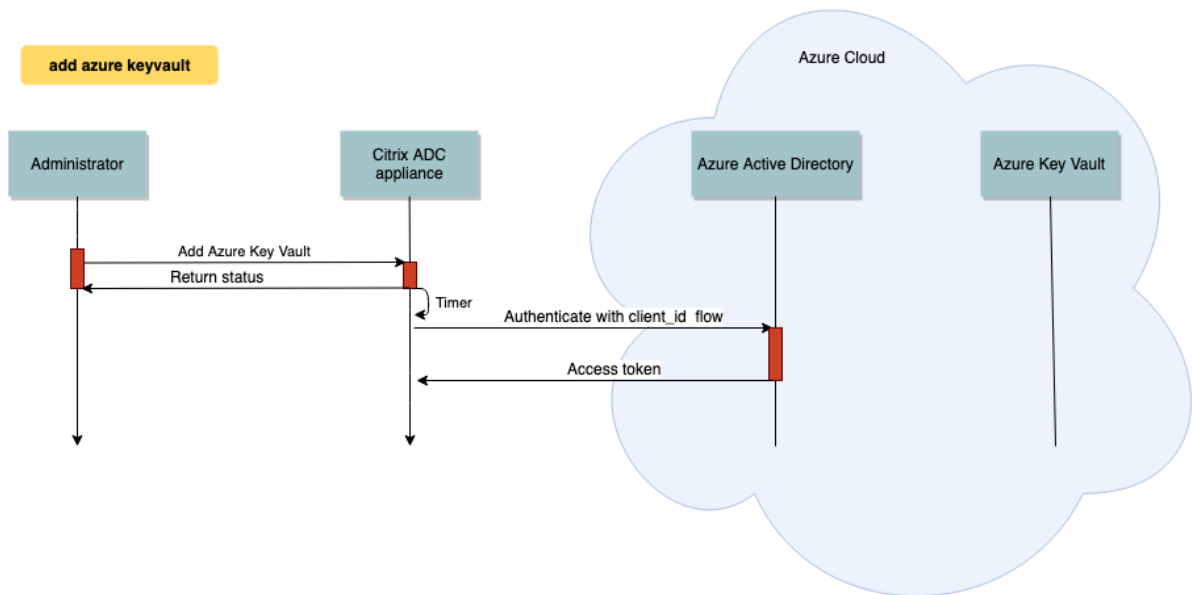 Azure Cloud
add azure keyvault
Administrator
Citrix ADC
appliance
Azure Active Directory
Azure Key Vault
Add Azure Key Vault
Return status
Timer
Authenticate with client_id flow
Access token